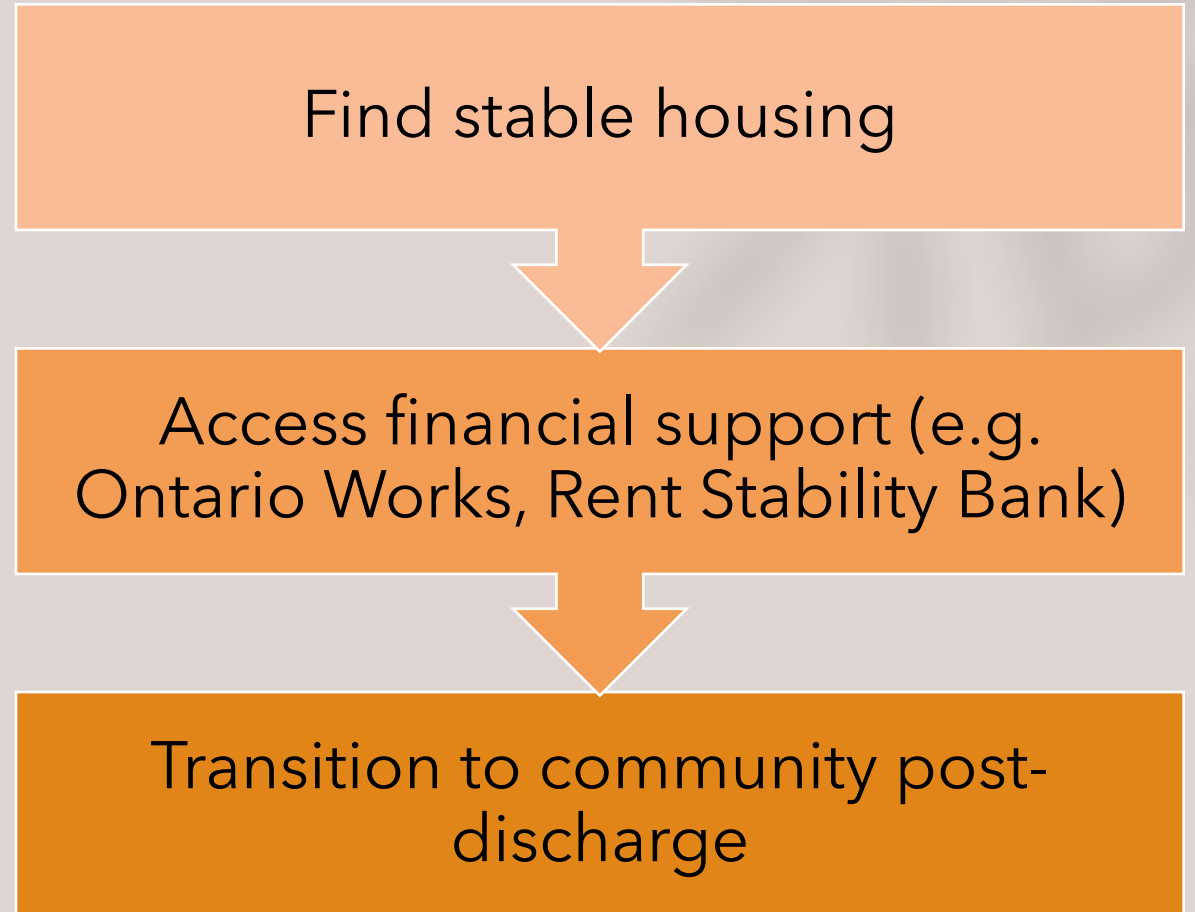 Find stable housing
Access financial support (e.g.
Ontario Works, Rent Stability Bank)
Transition to community post-
discharge